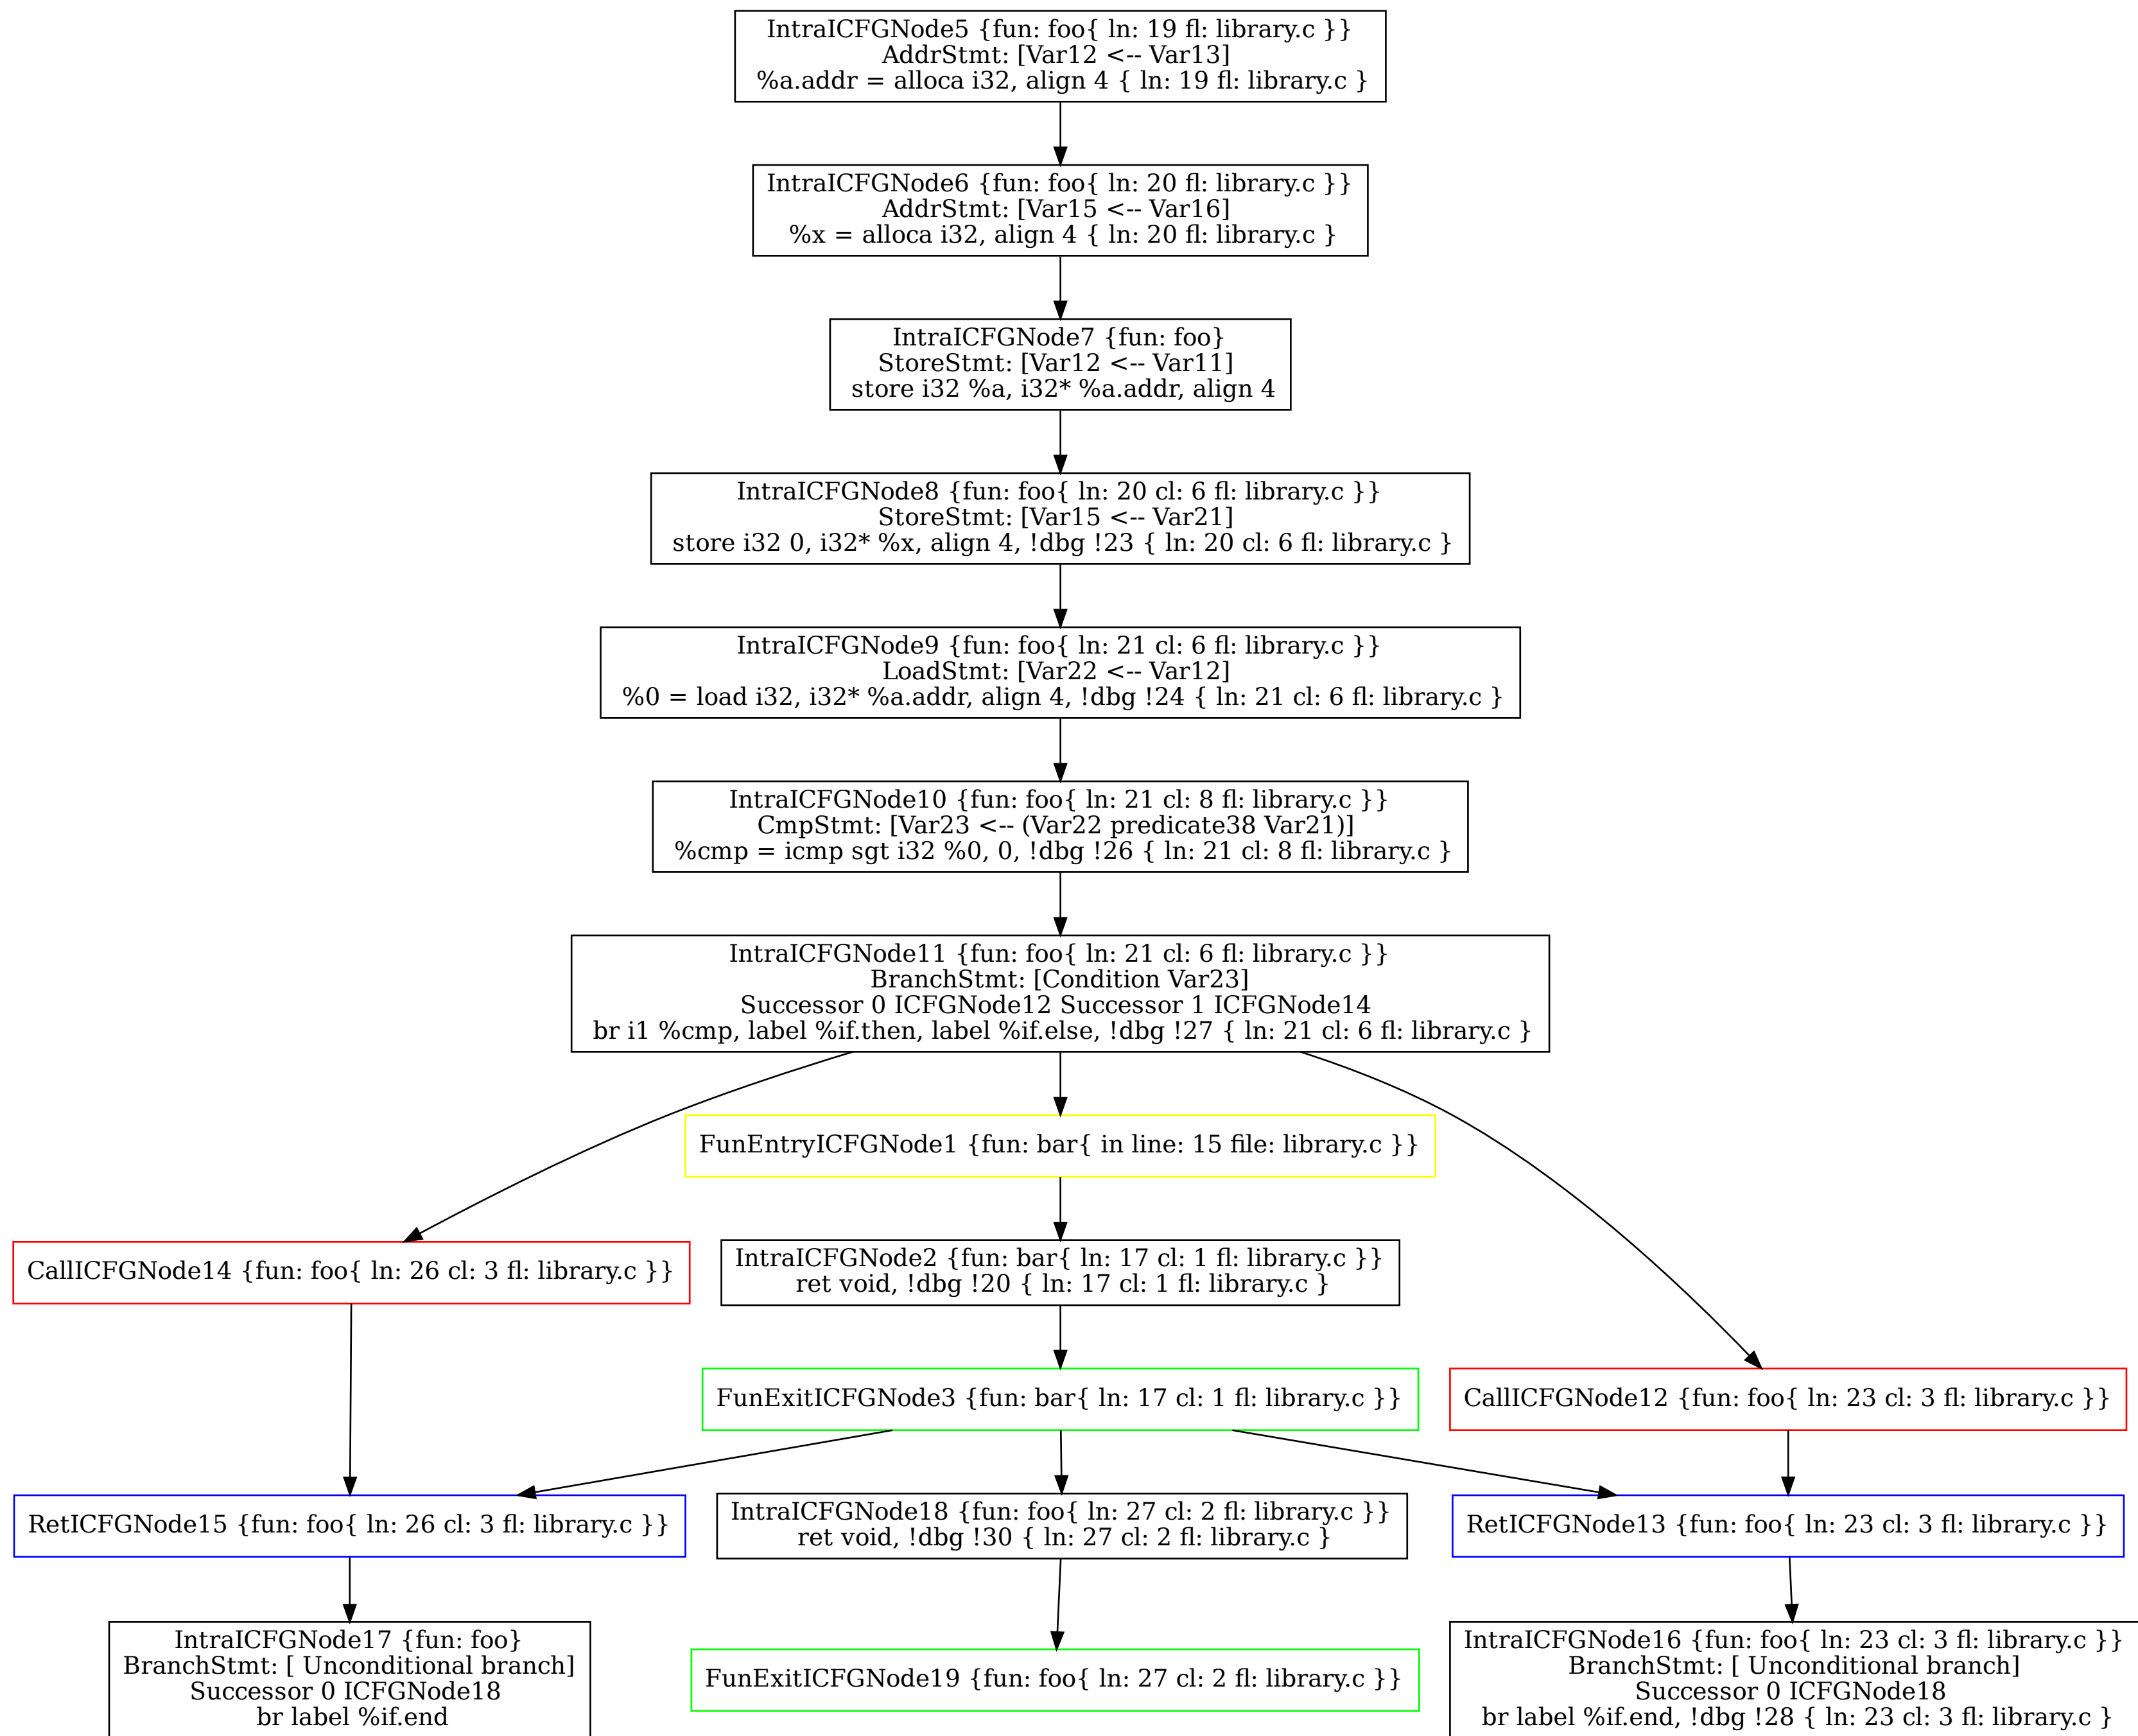 IntraICFGNode5 {fun: foo{ ln: 19 fl: library.c }}
AddrStmt: [Var12 <-- Var13]
%a.addr = alloca i32, align 4 { ln: 19 fl: library.c }
IntraICFGNode6 {fun: foo{ ln: 20 fl: library.c }}
AddrStmt: [Var15 <-- Var16]
%x = alloca i32, align 4 { ln: 20 fl: library.c }
IntraICFGNode7 {fun: foo}
StoreStmt: [Var12 <-- Var11]
store i32 %a, i32* %a.addr, align 4
IntraICFGNode8 {fun: foo{ ln: 20 cl: 6 fl: library.c }}
StoreStmt: [Var15 <-- Var21]
store i32 0, i32* %x, align 4, !dbg !23 { ln: 20 cl: 6 fl: library.c }
IntraICFGNode9 {fun: foo{ ln: 21 cl: 6 fl: library.c }}
LoadStmt: [Var22 <-- Var12]
%0 = load i32, i32* %a.addr, align 4, !dbg !24 { ln: 21 cl: 6 fl: library.c }
IntraICFGNode10 {fun: foo{ ln: 21 cl: 8 fl: library.c }}
CmpStmt: [Var23 <-- (Var22 predicate38 Var21)]
%cmp = icmp sgt i32 %0, 0, !dbg !26 { ln: 21 cl: 8 fl: library.c }
IntraICFGNode11 {fun: foo{ ln: 21 cl: 6 fl: library.c }}
BranchStmt: [Condition Var23]
Successor 0 ICFGNode12 Successor 1 ICFGNode14
br i1 %cmp, label %if.then, label %if.else, !dbg !27 { ln: 21 cl: 6 fl: library.c }
FunEntryICFGNode1 {fun: bar{ in line: 15 file: library.c }}
CallICFGNode14 {fun: foo{ ln: 26 cl: 3 fl: library.c }}
IntraICFGNode2 {fun: bar{ ln: 17 cl: 1 fl: library.c }}
ret void, !dbg !20 { ln: 17 cl: 1 fl: library.c }
FunExitICFGNode3 {fun: bar{ ln: 17 cl: 1 fl: library.c }}
CallICFGNode12 {fun: foo{ ln: 23 cl: 3 fl: library.c }}
RetICFGNode15 {fun: foo{ ln: 26 cl: 3 fl: library.c }}
IntraICFGNode18 {fun: foo{ ln: 27 cl: 2 fl: library.c }}
ret void, !dbg !30 { ln: 27 cl: 2 fl: library.c }
RetICFGNode13 {fun: foo{ ln: 23 cl: 3 fl: library.c }}
IntraICFGNode17 {fun: foo}
BranchStmt: [ Unconditional branch]
Successor 0 ICFGNode18
br label %if.end
FunExitICFGNode19 {fun: foo{ ln: 27 cl: 2 fl: library.c }}
IntraICFGNode16 {fun: foo{ ln: 23 cl: 3 fl: library.c }}
BranchStmt: [ Unconditional branch]
Successor 0 ICFGNode18
br label %if.end, !dbg !28 { ln: 23 cl: 3 fl: library.c }